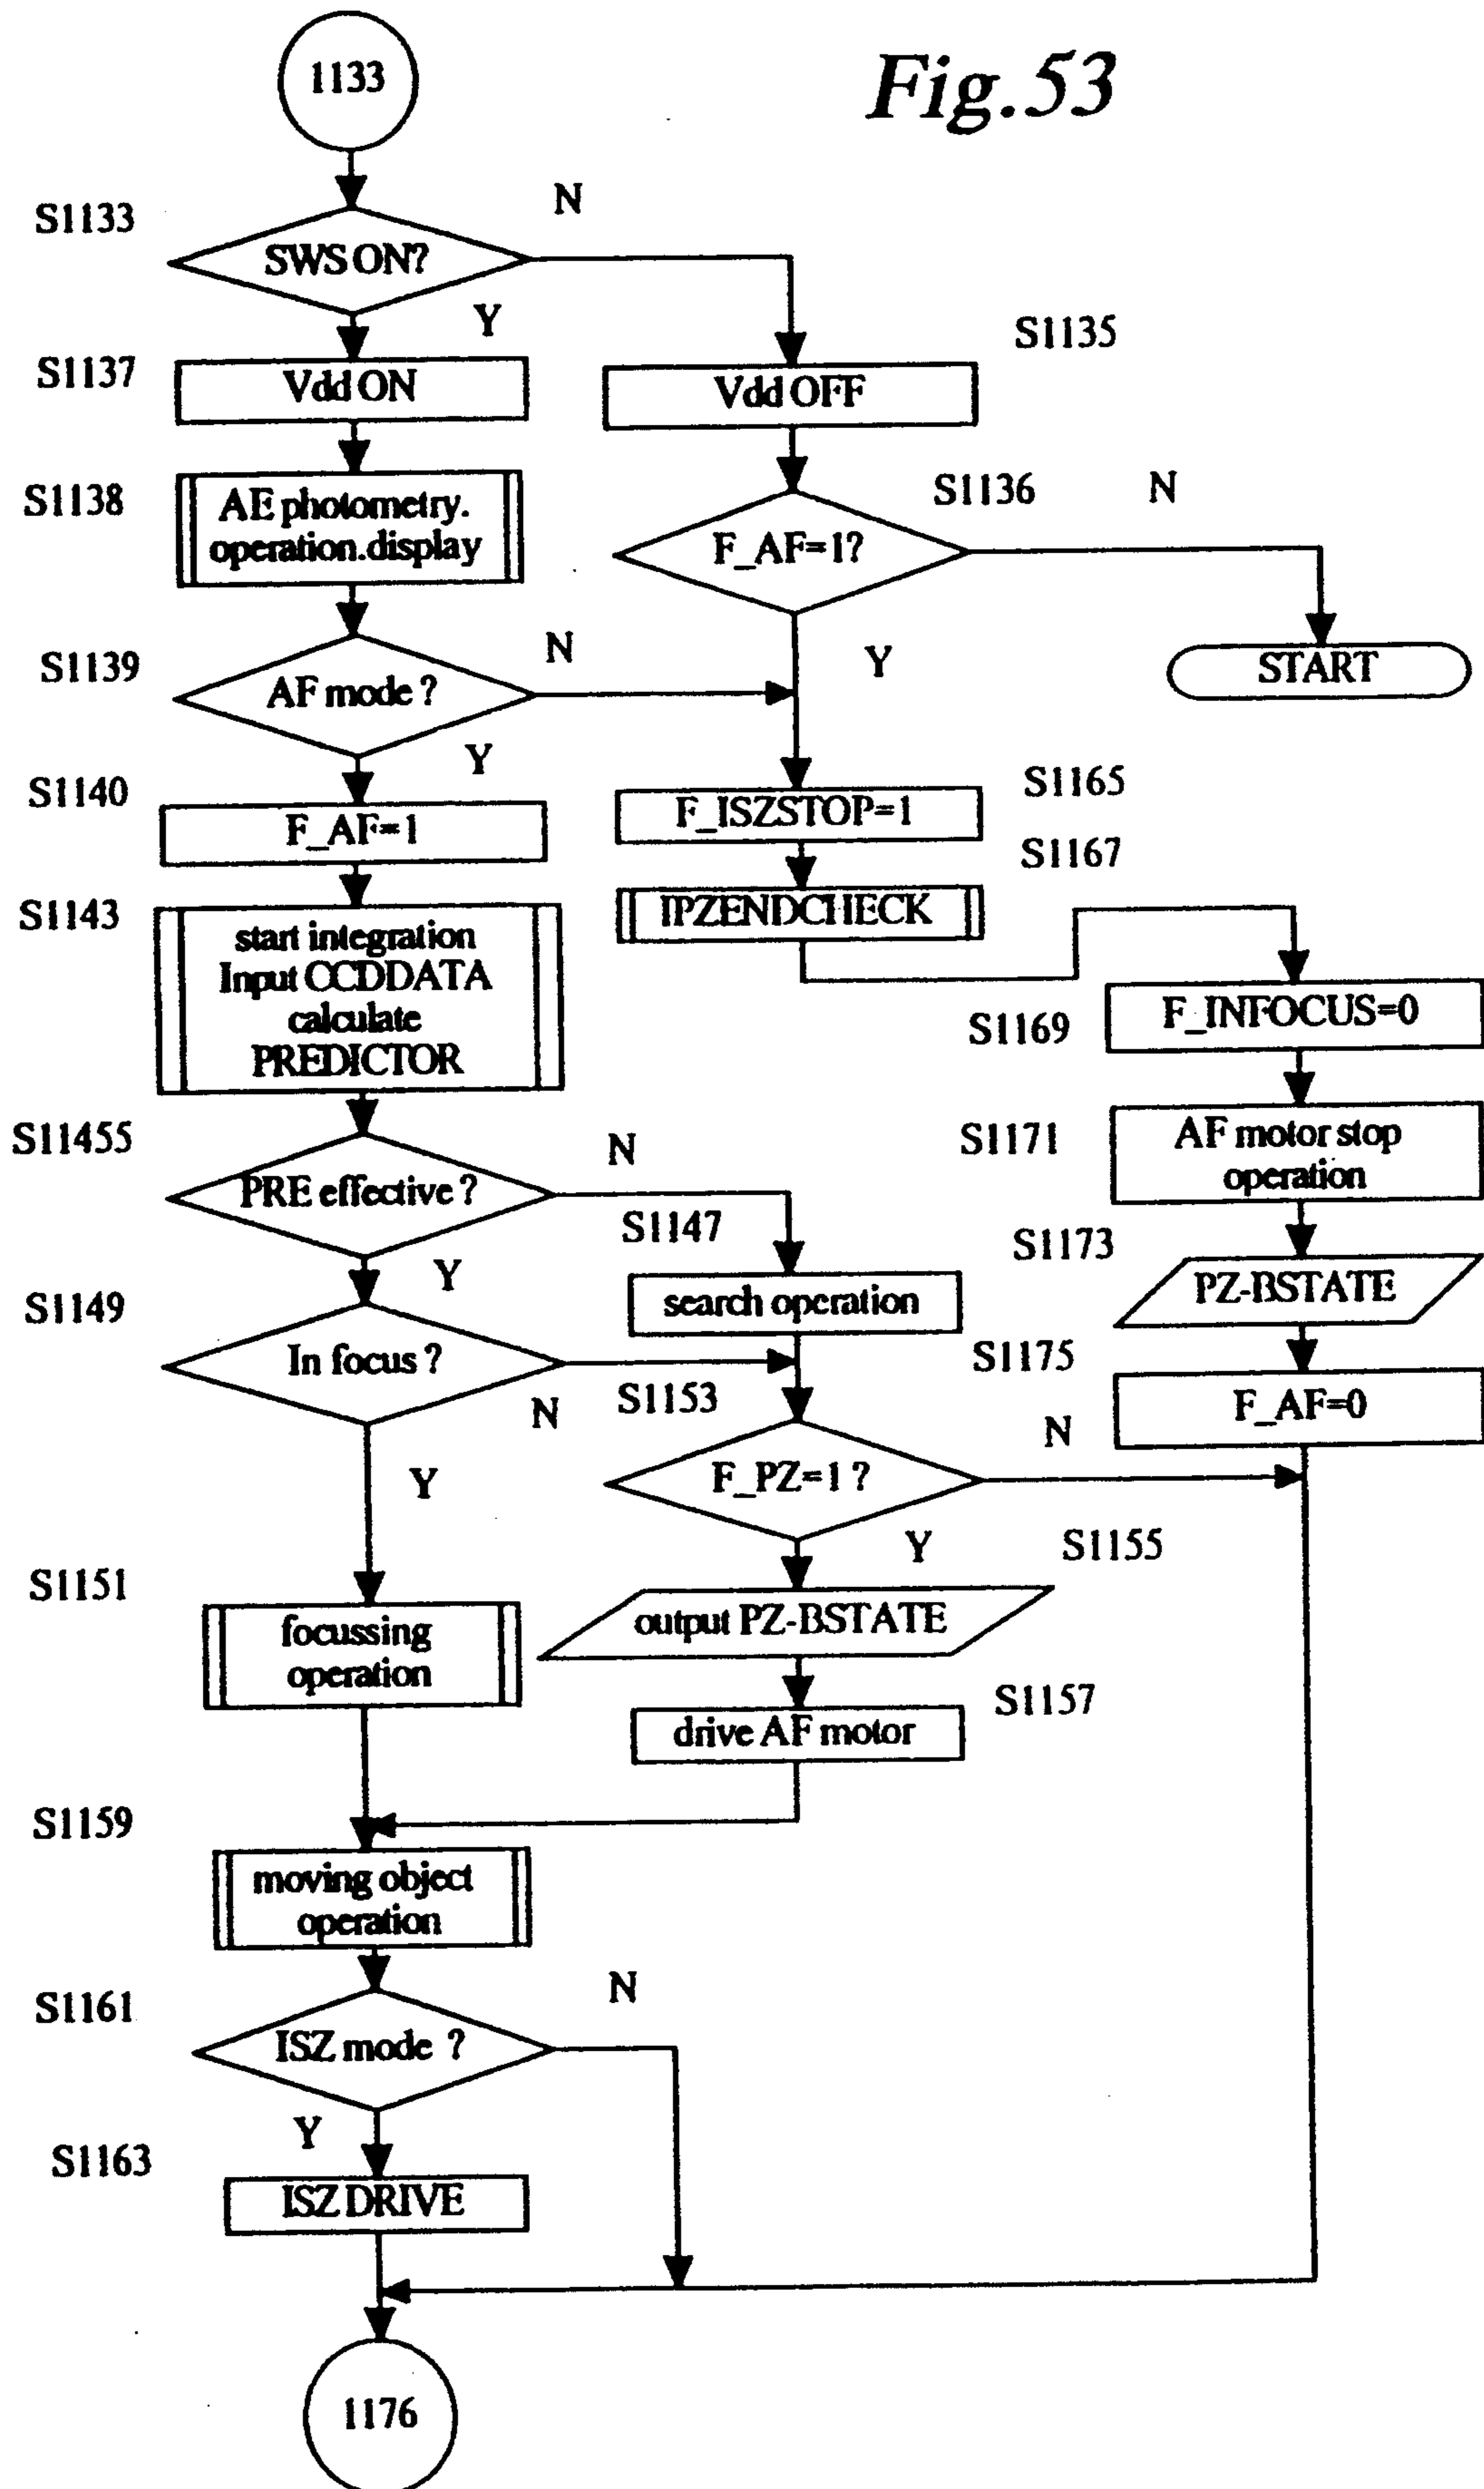 Fig.53
1133
S1133
SWS ON?
N
Y
S1137
Vdd ON
S1135
Vdd OFF
S1138
AE photometry.
operation.display
S1136
F_AF=1?
N
Y
START
S1139
AF mode ?
N
Y
S1140
F_AF=1
S1165
F_ISZSTOP=1
S1167
IPZENDCHECK
S1143
start integration
Input CCDDATA
calculate
PREDICTOR
S1169
F_INFOCUS=0
S1171
AF motor stop
operation
S11455
PRE effective ?
N
Y
S1147
search operation
S1173
PZ-BSTATE
S1149
In focus ?
N
Y
S1175
F_AF=0
S1153
F_PZ=1 ?
N
Y
S1155
output PZ-BSTATE
S1151
focussing
operation
S1157
drive AF motor
S1159
moving object
operation
S1161
ISZ mode ?
N
Y
S1163
ISZ DRIVE
1176